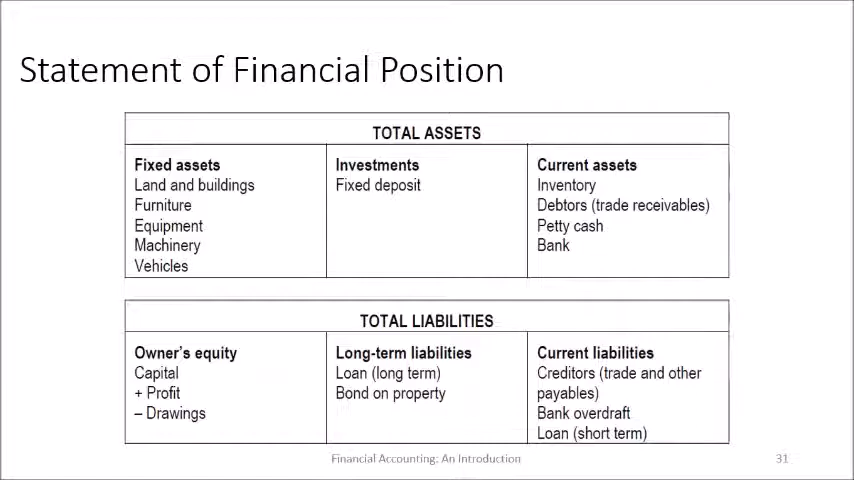 Statement of Financial Position
TOTAL ASSETS
Fixed assets
Land and buildings
Furniture
Equipment
Machinery
Vehicles
Investments
Fixed deposit
Current assets
Inventory
Debtors (trade receivables)
Petty cash
Bank
TOTAL LIABILITIES
Owner's equity
Capital
+ Profit
– Drawings
Long-term liabilities
Loan (long term)
Bond on property
Current liabilities
Creditors (trade and other
payables)
Bank overdraft
Loan (short term)
Financial Accounting: An Introduction
31